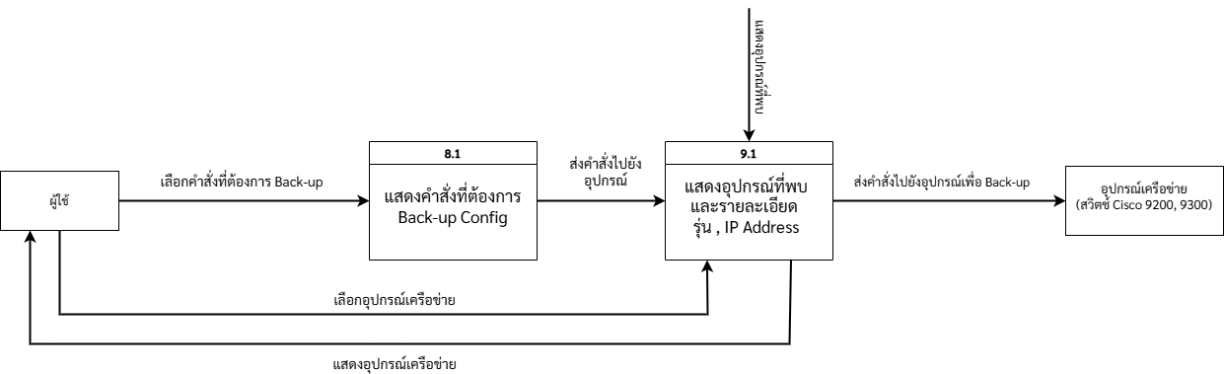 แสดงอุปกรณ์ที่พบ
8.1
9.1
ผู้ใช้
เลือกคำสั่งที่ต้องการ Back-up
แสดงคำสั่งที่ต้องการ
Back-up Config
ส่งคำสั่งไปยัง
อุปกรณ์
แสดงอุปกรณ์ที่พบ
และรายละเอียด
รุ่น , IP Address
ส่งคำสั่งไปยังอุปกรณ์เพื่อ Back-up
อุปกรณ์เครือข่าย
(สวิตช์ Cisco 9200, 9300)
เลือกอุปกรณ์เครือข่าย
แสดงอุปกรณ์เครือข่าย